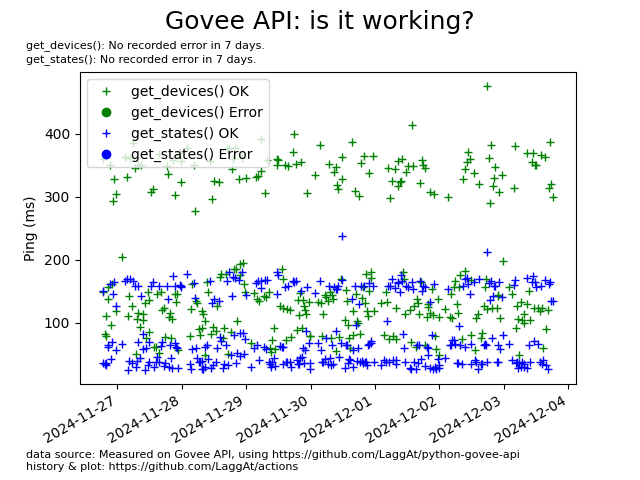 Govee API: is it working?
get_devices(): No recorded error in 7 days.
get_states(): No recorded error in 7 days.
get_devices() OK
get_devices() Error
get_states() OK
get_states() Error
Ping (ms)
400
300
200
100
2024-11-27
2024-11-28
2024-11-29
2024-11-30
2024-12-01
2024-12-02
2024-12-03
2024-12-04
data source: Measured on Govee API, using https://github.com/LaggAt/python-govee-api
history & plot: https://github.com/LaggAt/actions